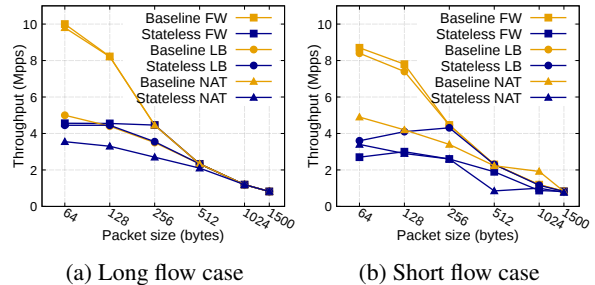 Throughput (Mpps)
10
8
6
4
2
0
Baseline FW
Stateless FW
Baseline LB
Stateless LB
Baseline NAT
Stateless NAT
64
128
256
512
1024
1500
Packet size (bytes)
(a) Long flow case
Throughput (Mpps)
10
8
6
4
2
0
Baseline FW
Stateless FW
Baseline LB
Stateless LB
Baseline NAT
Stateless NAT
64
128
256
512
1024
1500
Packet size (bytes)
(b) Short flow case